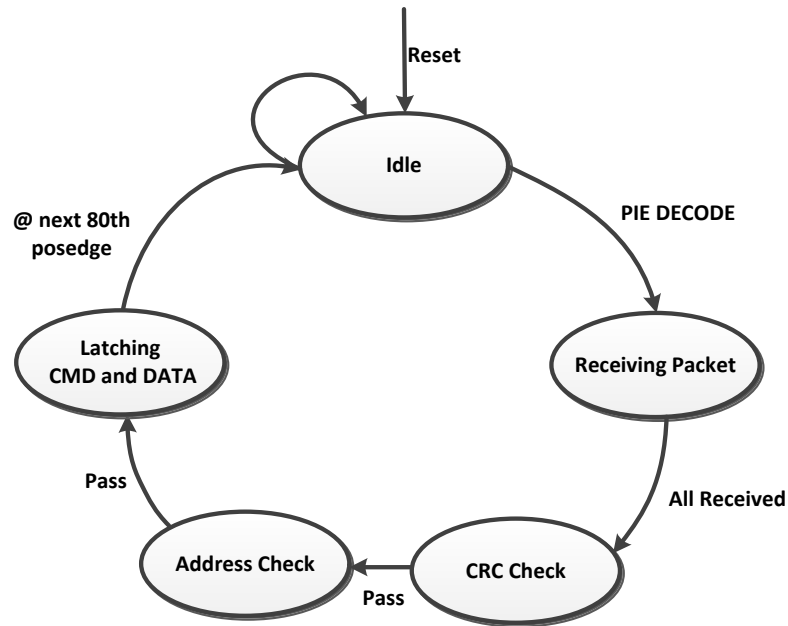 Reset
Idle
PIE DECODE
@ next 80th
posedge
Latching
CMD and DATA
Receiving Packet
Pass
All Received
Address Check
CRC Check
Pass